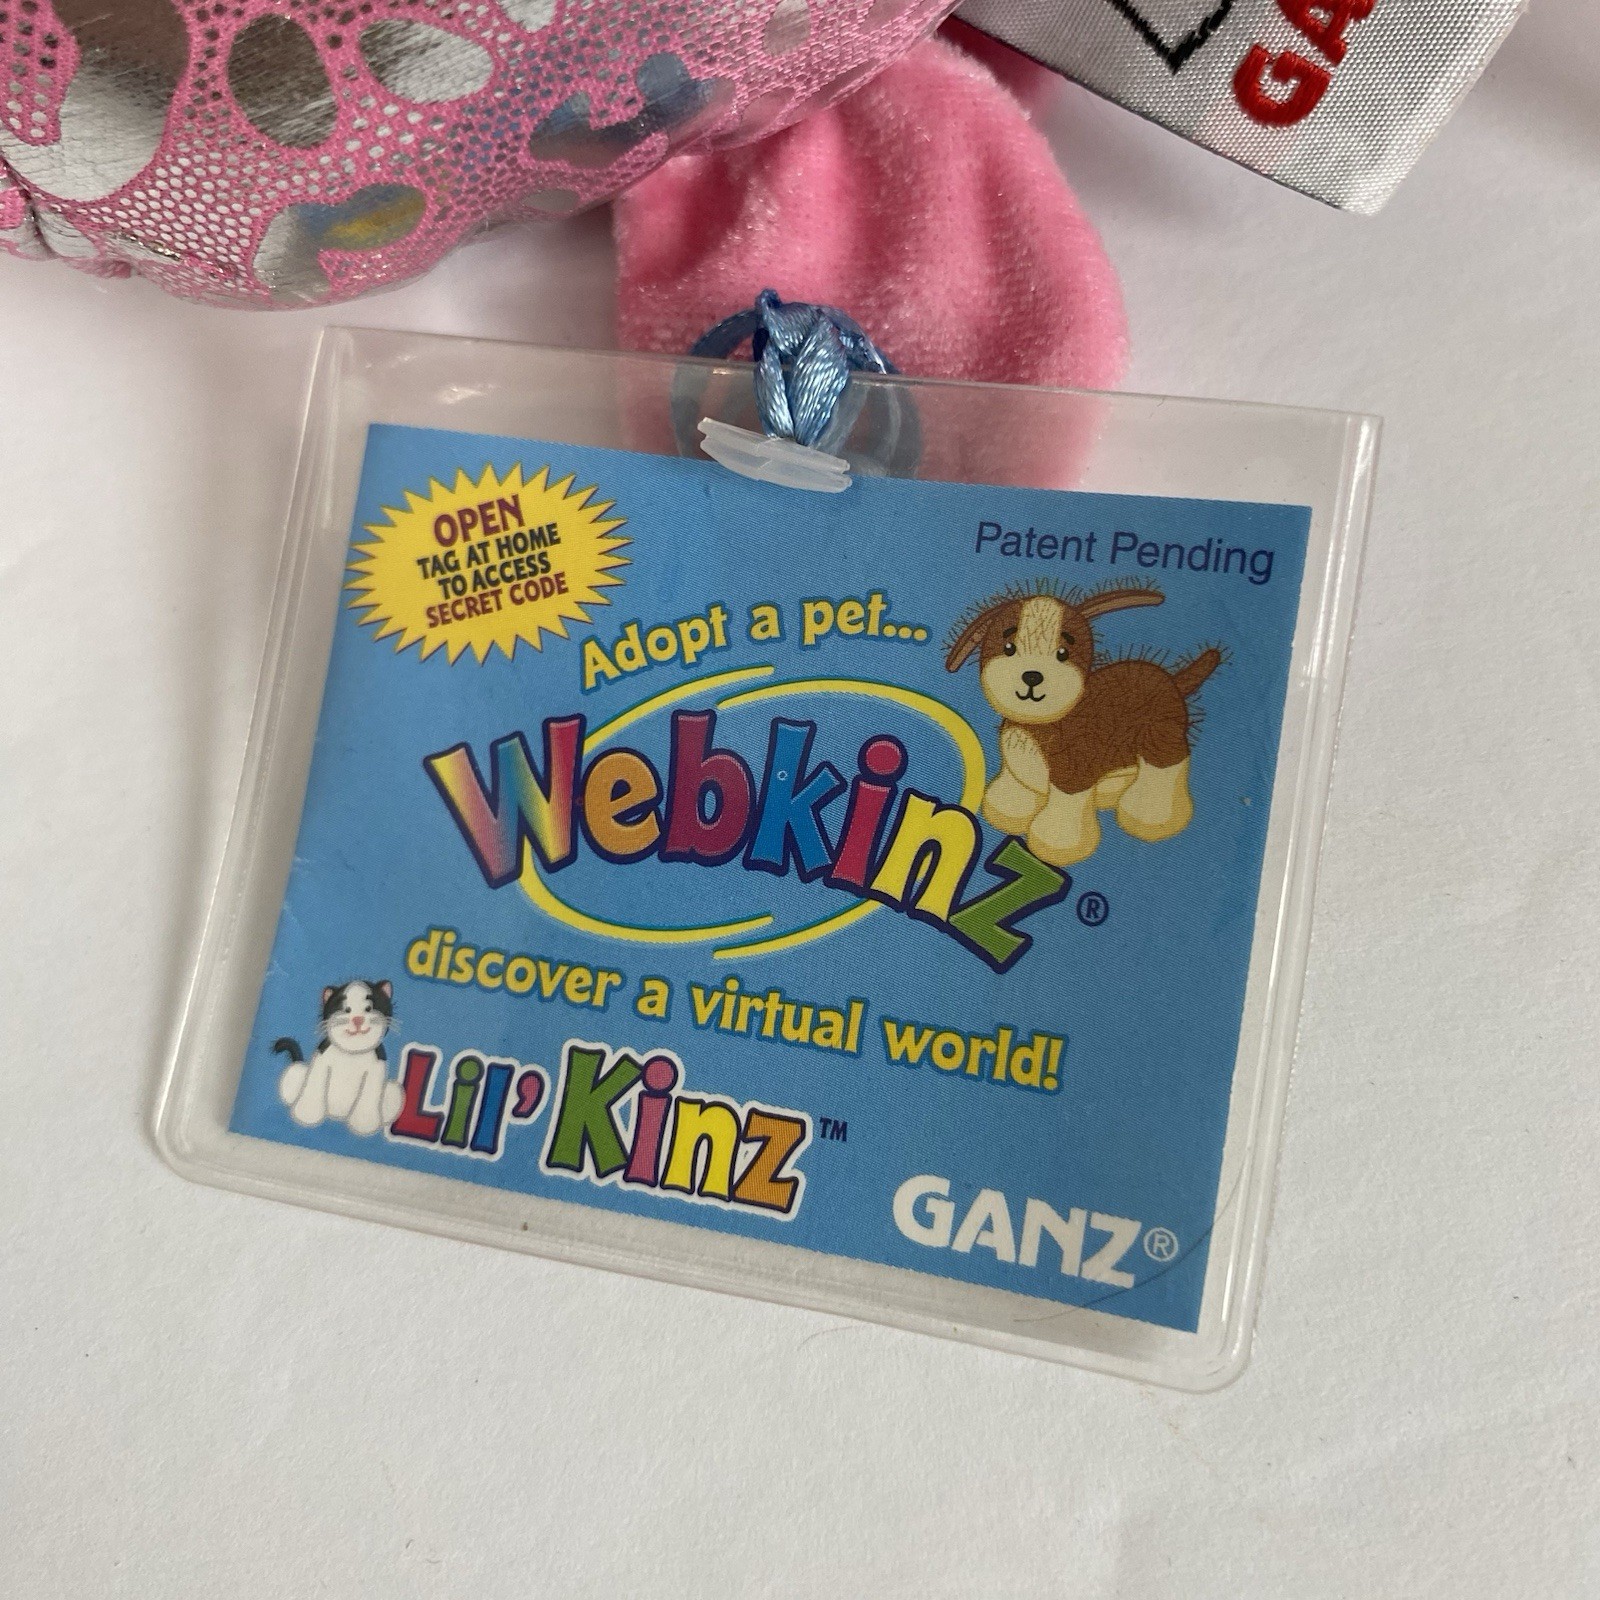 GA
OPEN
TAG AT HOME
TO ACCESS
SECRET CODE
Patent Pending
Adopt a pet...
Webkinz®
discover a virtual world!
Lil' Kinz™
GANZ®